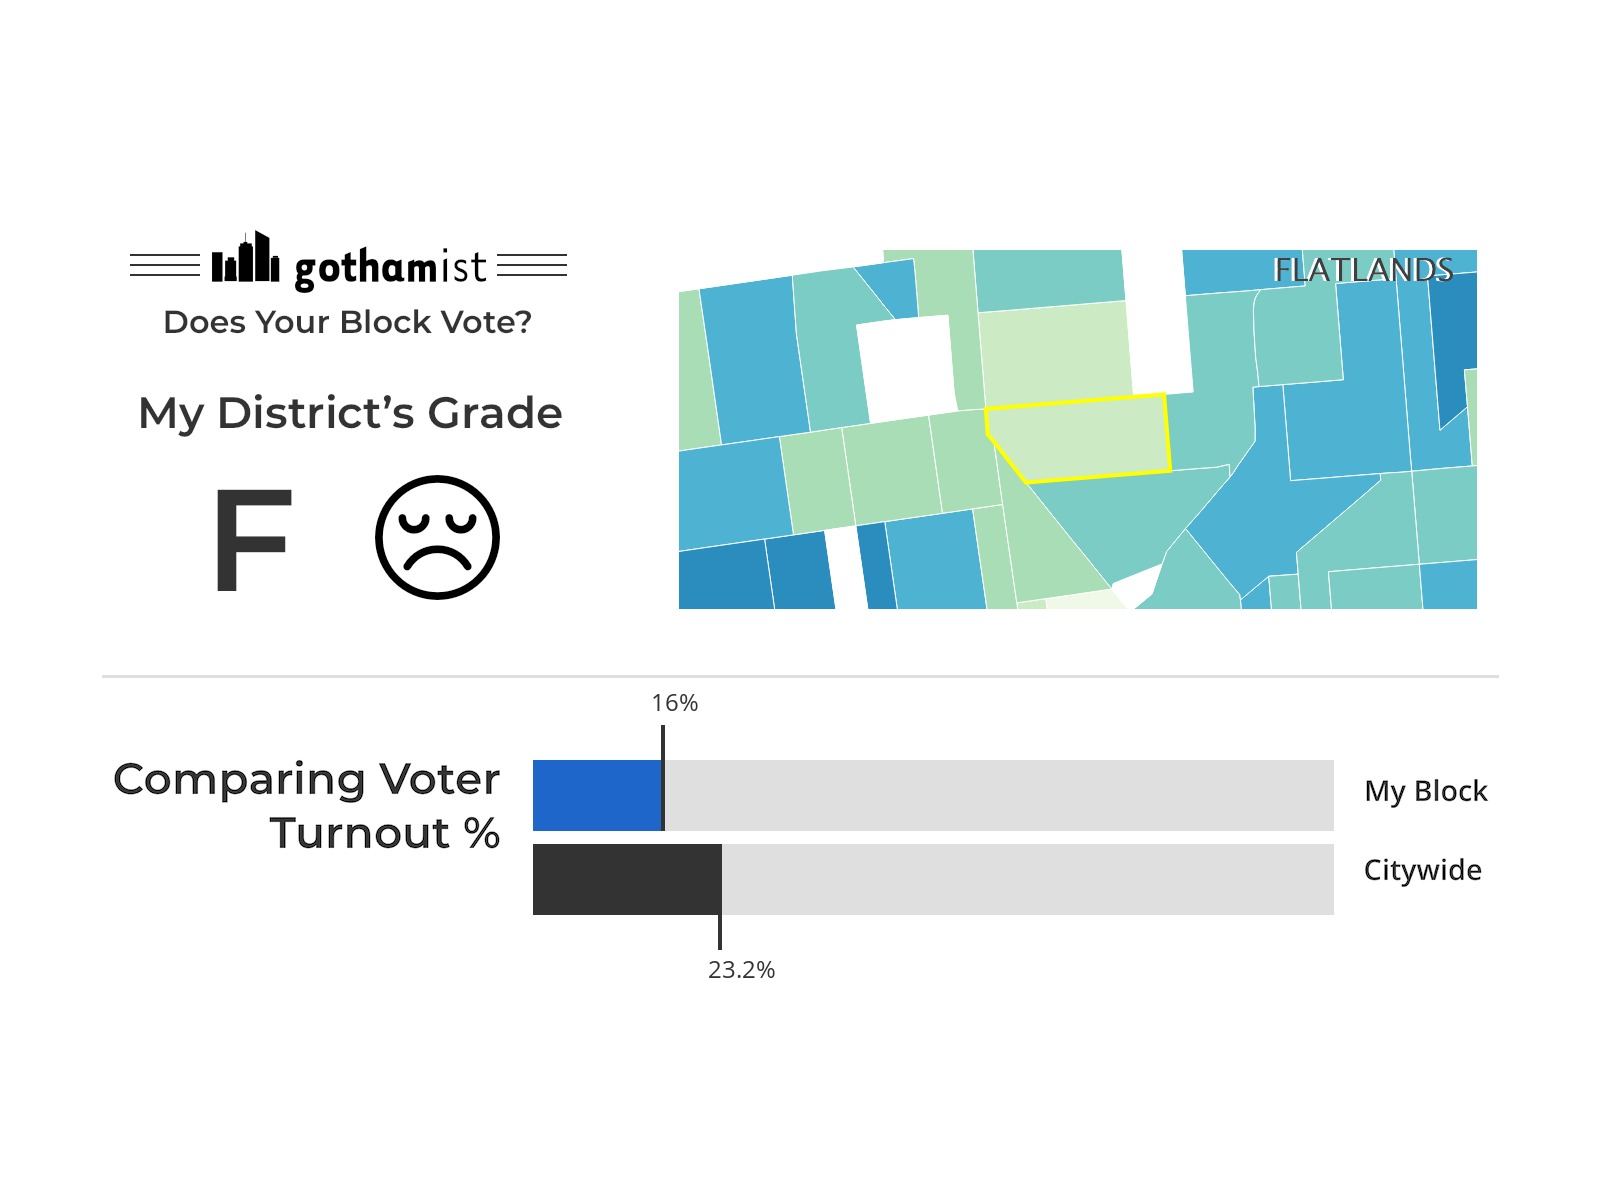 gothamist
Does Your Block Vote?
My District’s Grade
F
FLATLANDS
16%
Comparing Voter
Turnout %
My Block
Citywide
23.2%